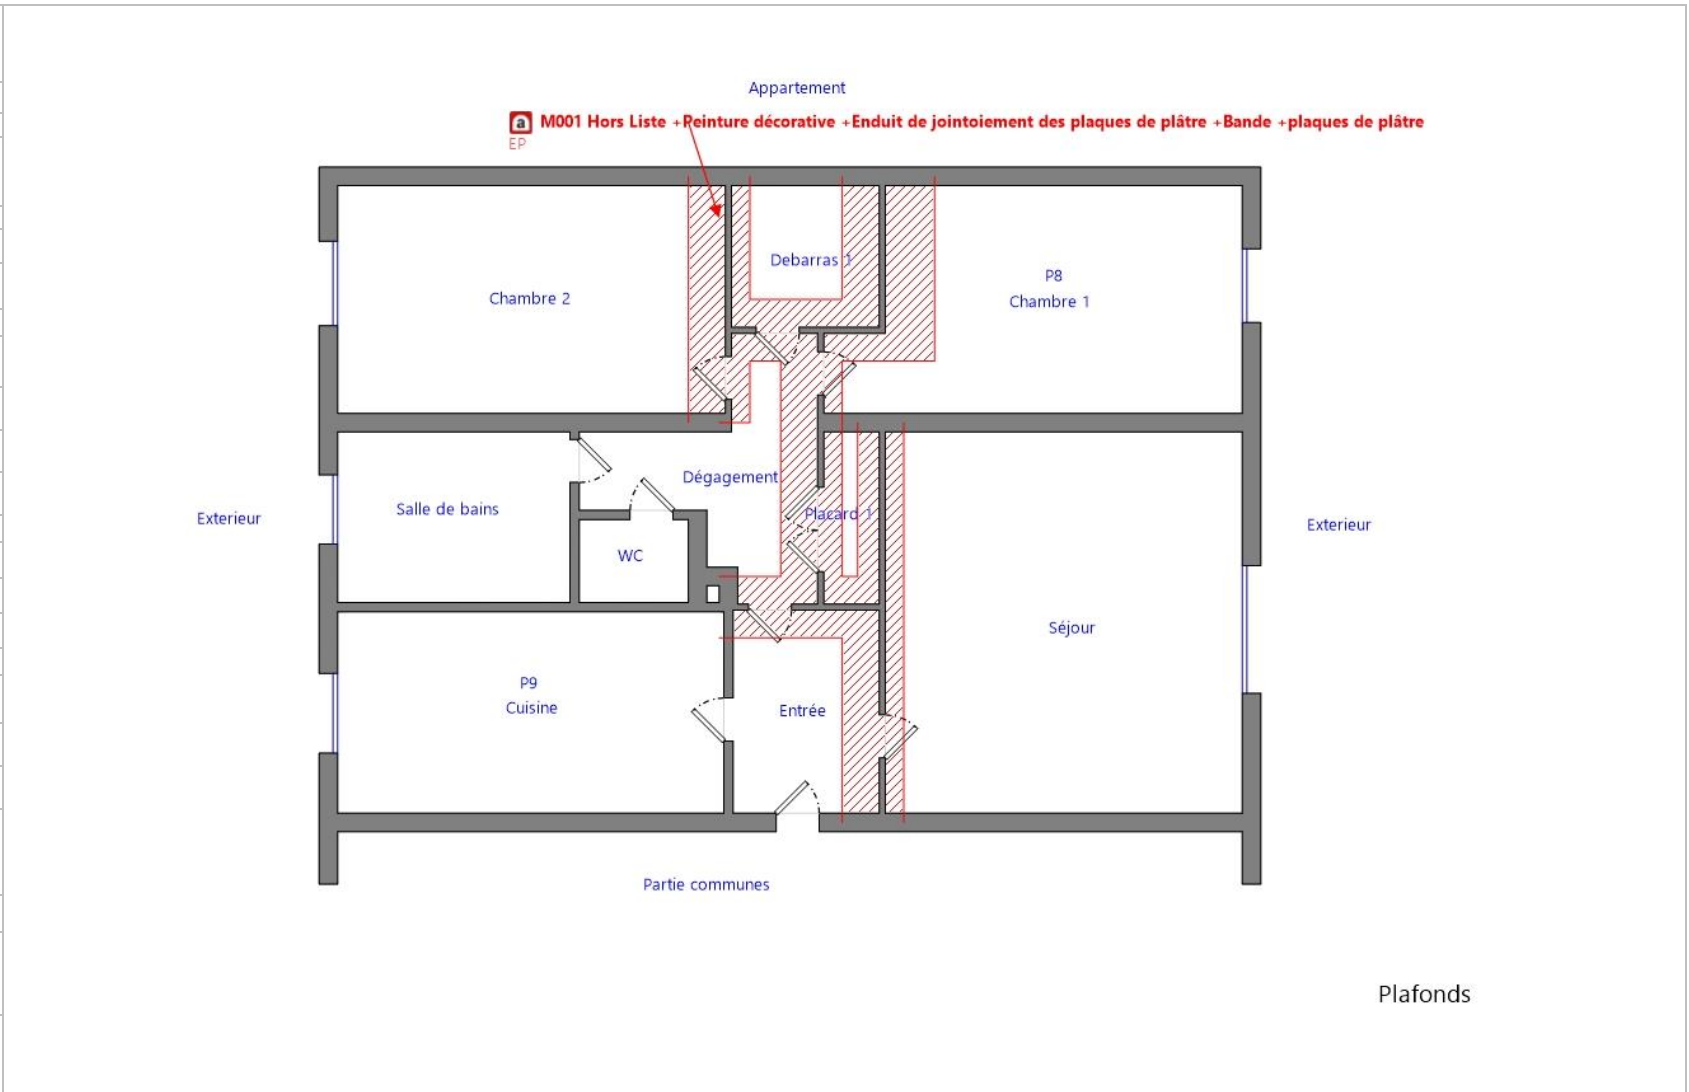 Appartement
a M001 Hors Liste +Peinture décorative +Enduit de jointoiement des plaques de plâtre +Bande +plaques de plâtre
EP
Debarras 1
P8
Chambre 2
Chambre 1
Dégagement
Salle de bains
Placard 1
Exterieur
Exterieur
WC
Séjour
P9
Cuisine
Entrée
Partie communes
Plafonds